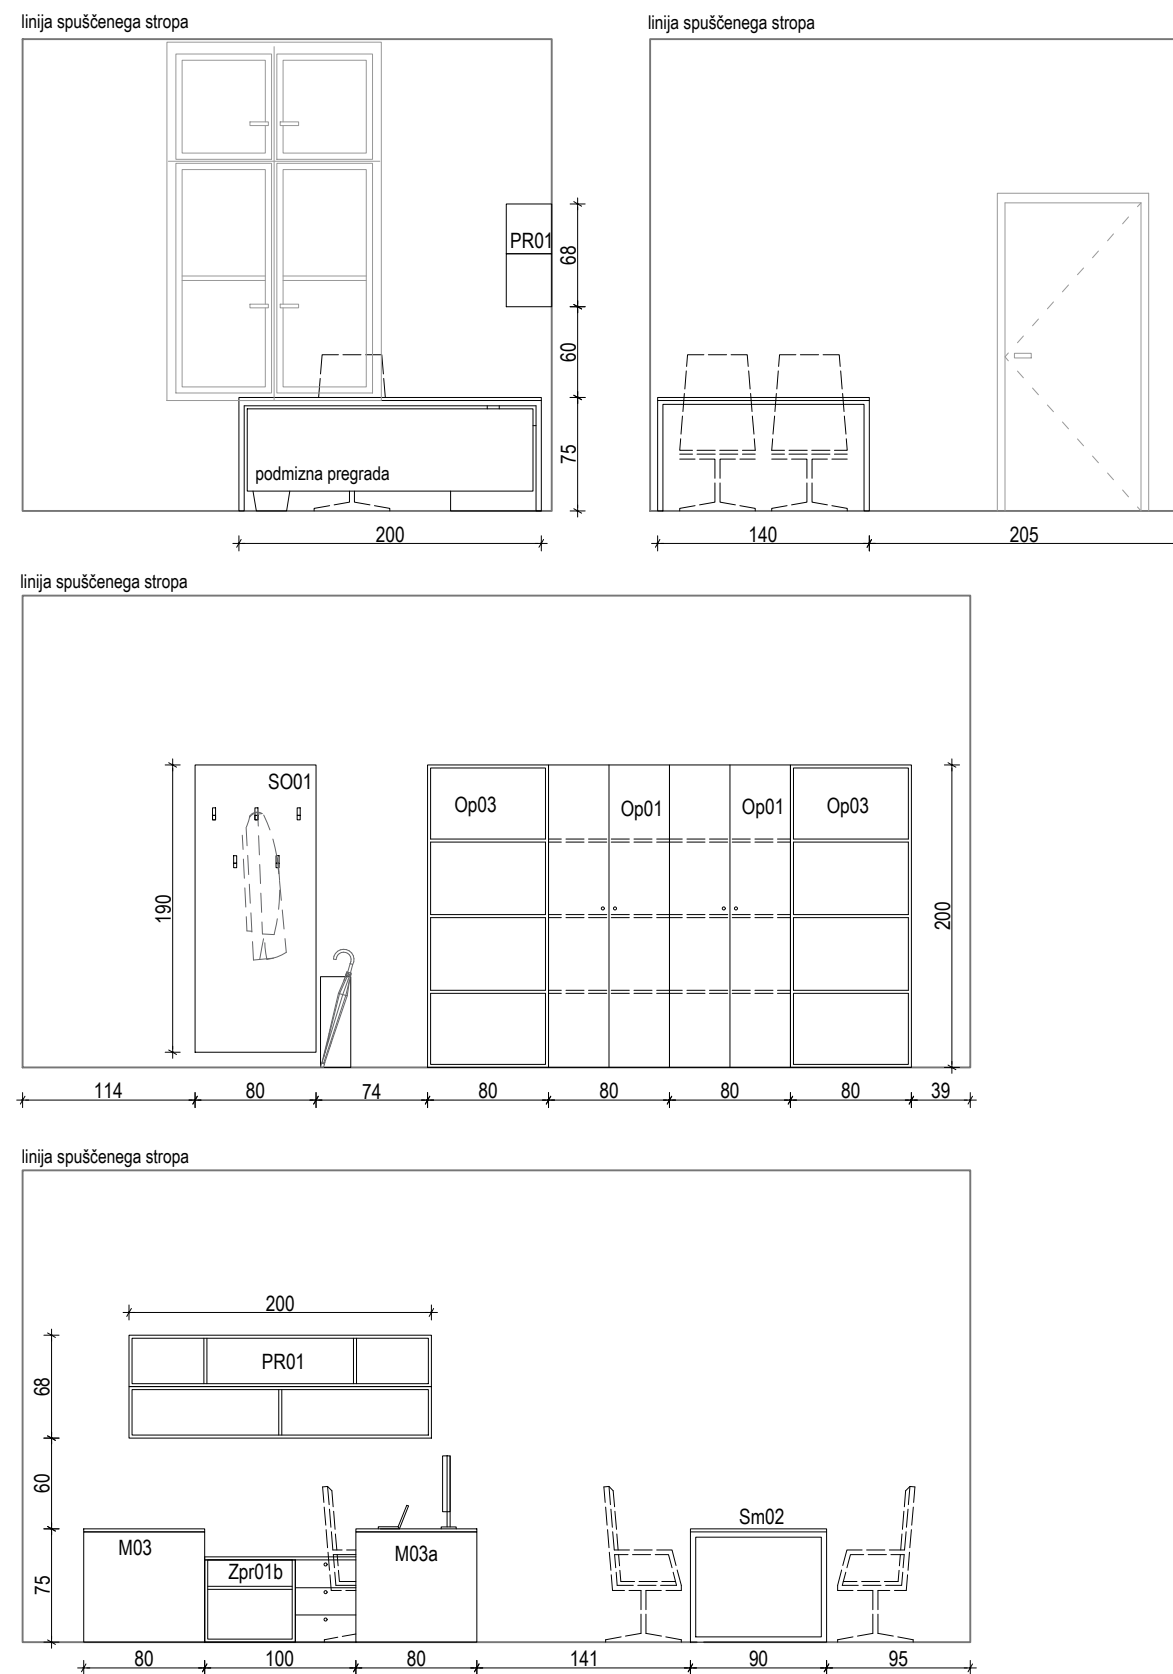 linija spuščenega stropa
linija spuščenega stropa
PR01
68
60
75
podmizna pregrada
200
140
205
linija spuščenega stropa
SO01
Op03
Op01
Op01
Op03
190
200
114
80
74
80
80
80
80
39
linija spuščenega stropa
200
PR01
68
60
75
M03
Zpr01b
M03a
Sm02
80
100
80
141
90
95